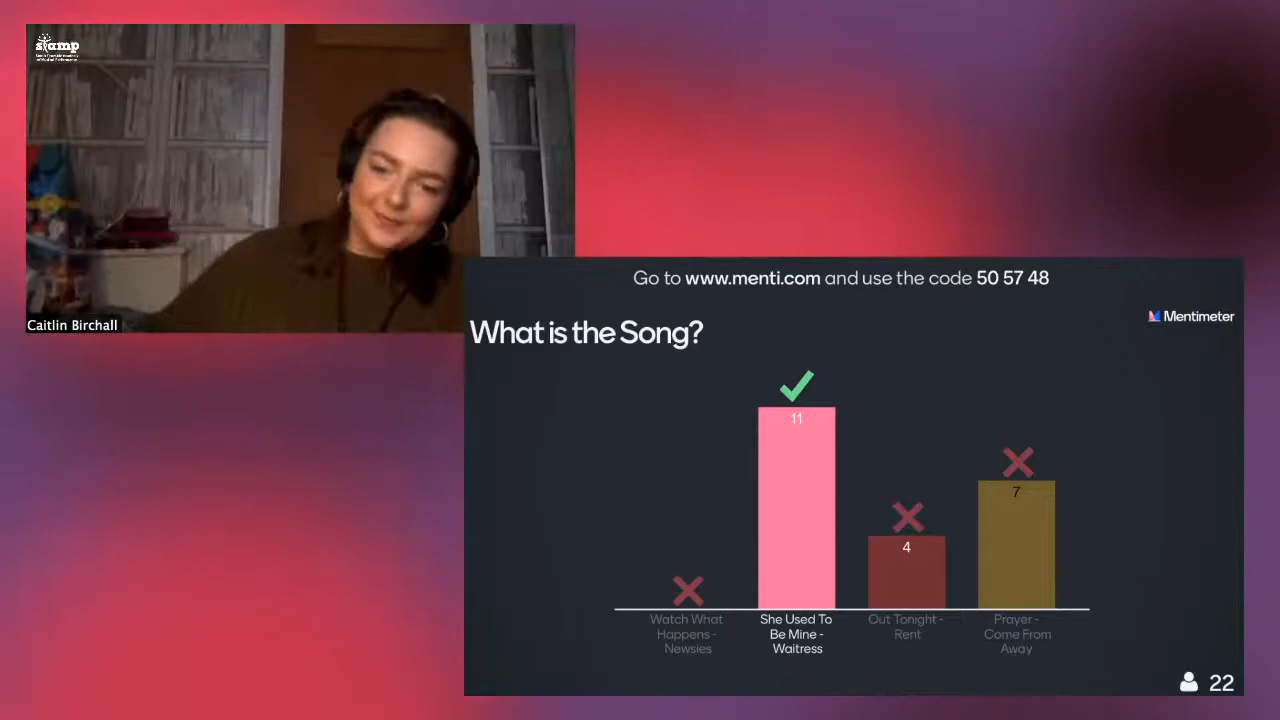 stamp
Caitlin Birchall
Go to www.menti.com and use the code 50 57 48
Mentimeter
What is the Song?
11
4
7
Watch What
Happens -
Newsies
She Used To
Be Mine -
Waitress
Out Tonight -
Rent
Prayer -
Come From
Away
22